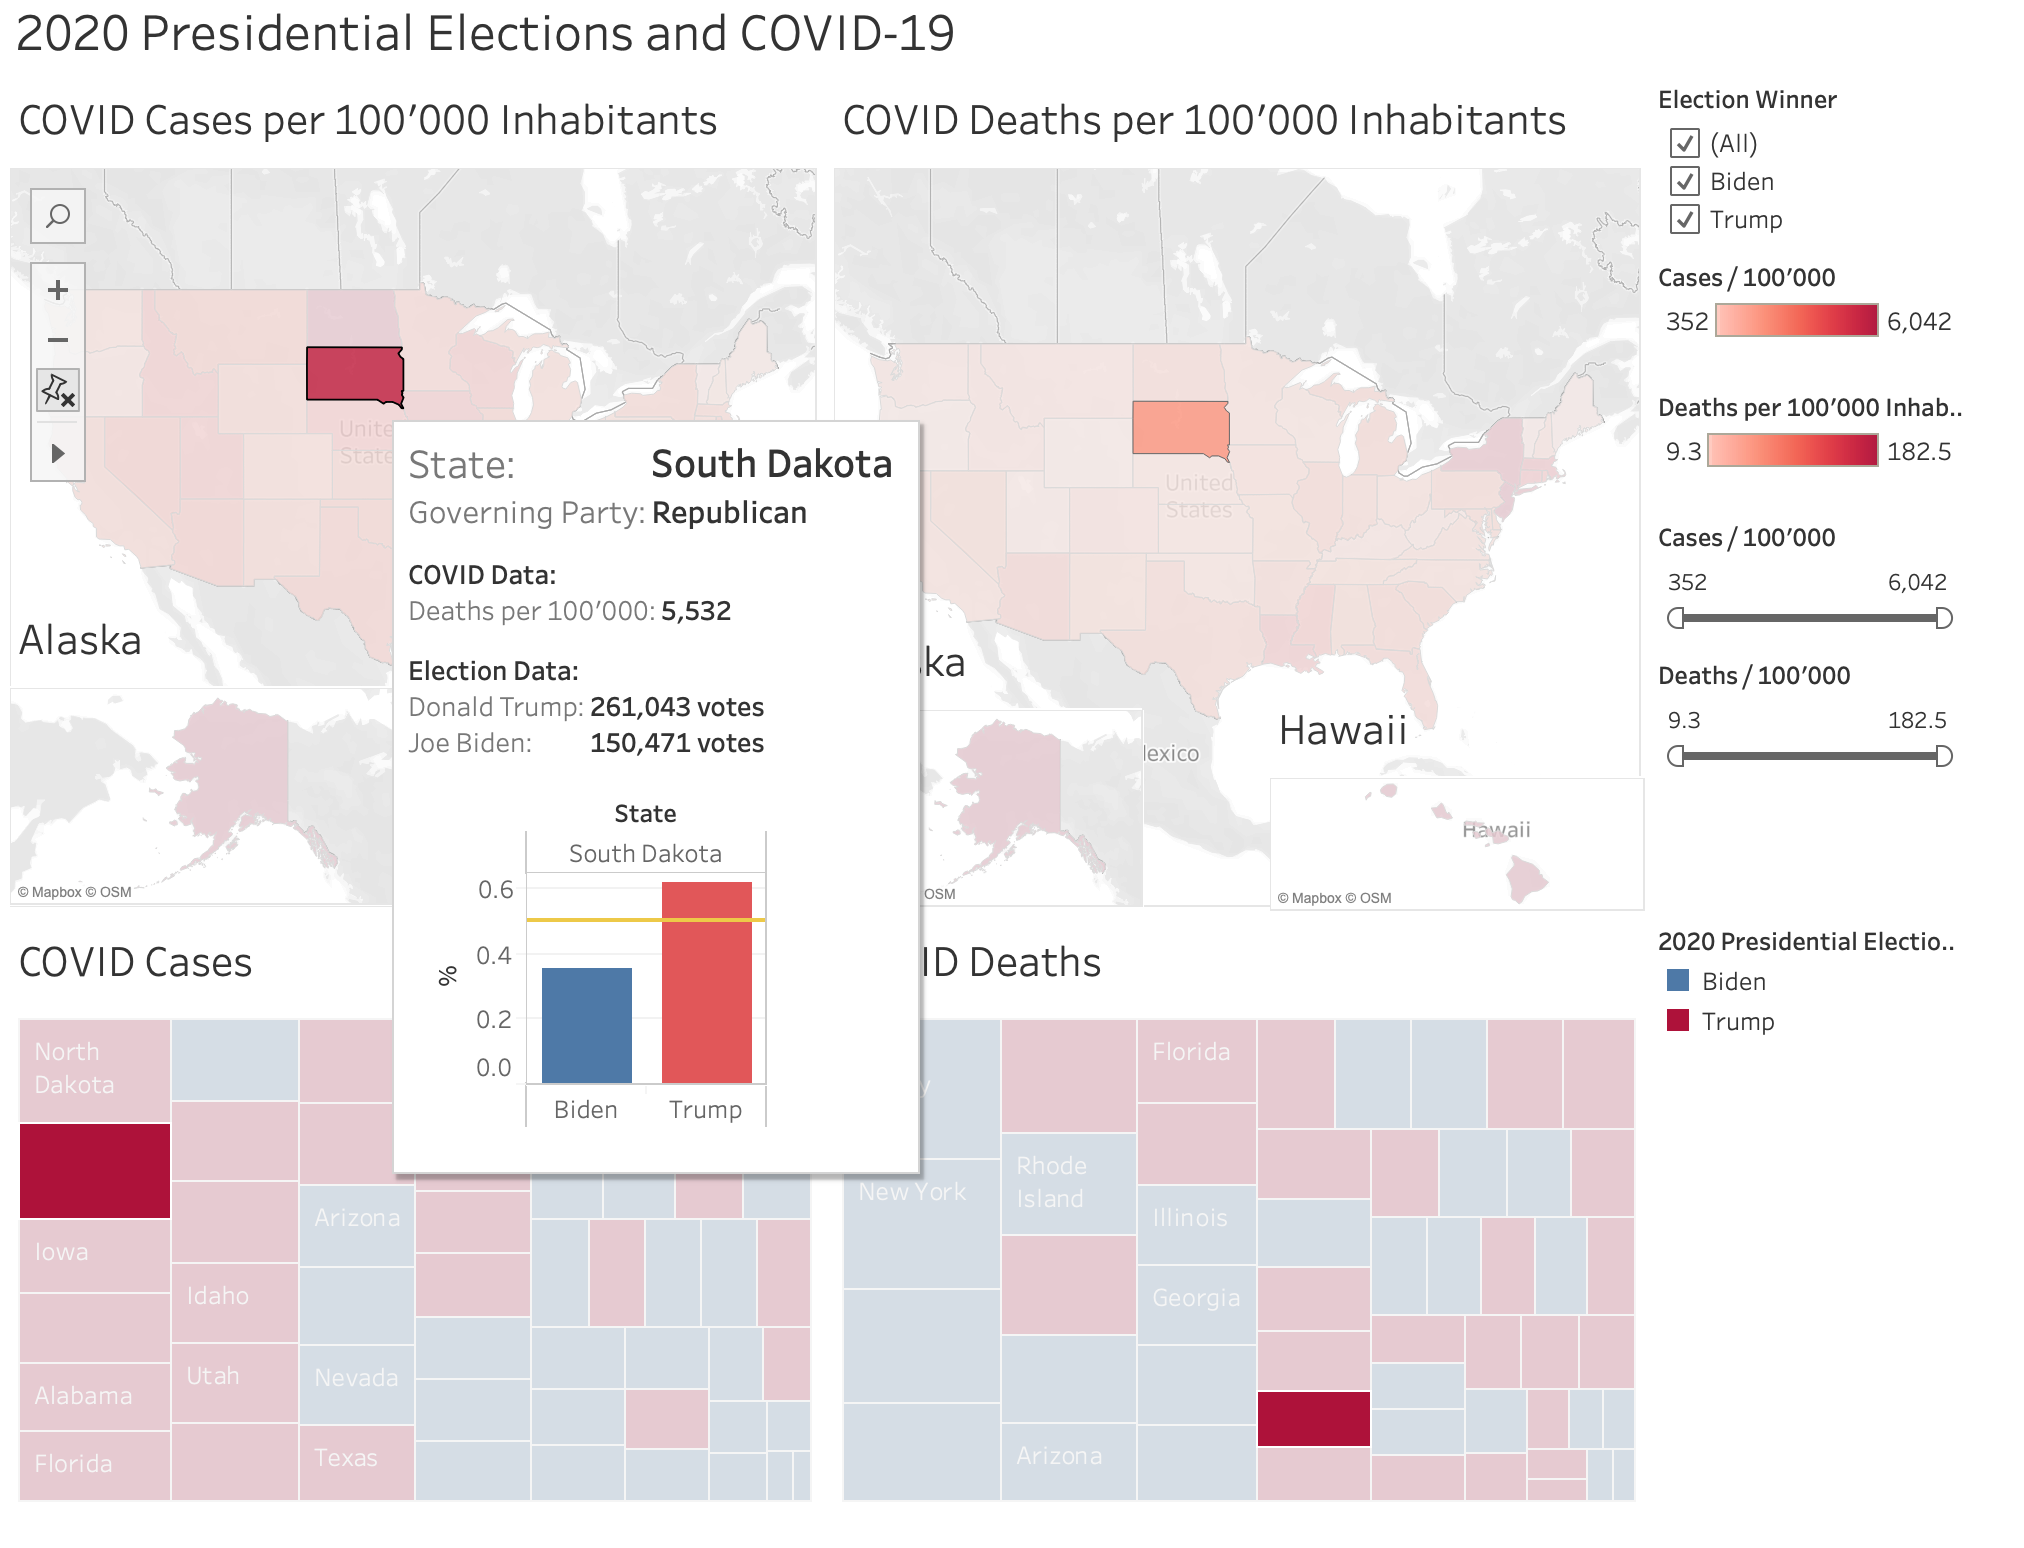 2020 Presidential Elections and COVID-19
COVID Cases per 100’000 Inhabitants
COVID Deaths per 100’000 Inhabitants
Election Winner
(All)
Biden
Trump
Cases / 100’000
352
6,042
Deaths per 100’000 Inhab..
9.3
182.5
Cases / 100’000
352
6,042
Deaths / 100’000
9.3
182.5
United
States
State:
South Dakota
Governing Party: Republican
COVID Data:
Deaths per 100’000: 5,532
Election Data:
Donald Trump: 261,043 votes
Joe Biden: 150,471 votes
State
South Dakota
0.6
0.4
0.2
0.0
%
Biden
Trump
Alaska
© Mapbox © OSM
Unite
State
ska
OSM
lexico
Hawaii
Hawaii
© Mapbox © OSM
COVID Cases
North
Dakota
Iowa
Alabama
Florida
Idaho
Utah
Arizona
Nevada
Texas
ID Deaths
y
New York
Rhode
Island
Arizona
Florida
Illinois
Georgia
2020 Presidential Electio..
Biden
Trump